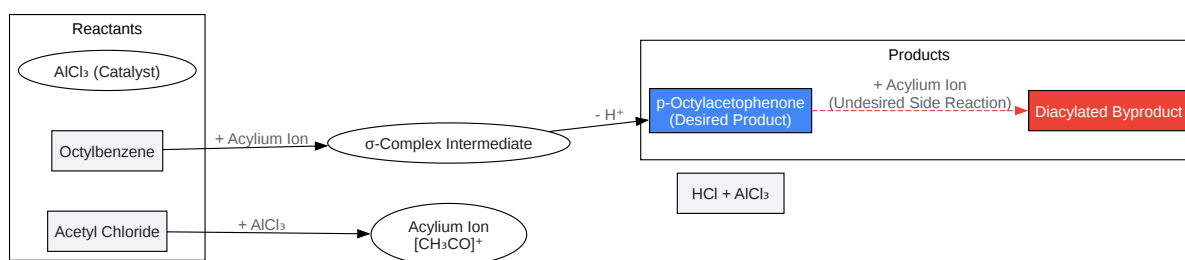 Reactants
AlCl₃ (Catalyst)
Octylbenzene
Acetyl Chloride
+ Acylium Ion
+ AlCl₃
σ-Complex Intermediate
Acylium Ion
[CH₃CO]⁺
- H⁺
Products
p-Octylacetophenone
(Desired Product)
+ Acylium Ion
(Undesired Side Reaction)
Diacylated Byproduct
HCl + AlCl₃